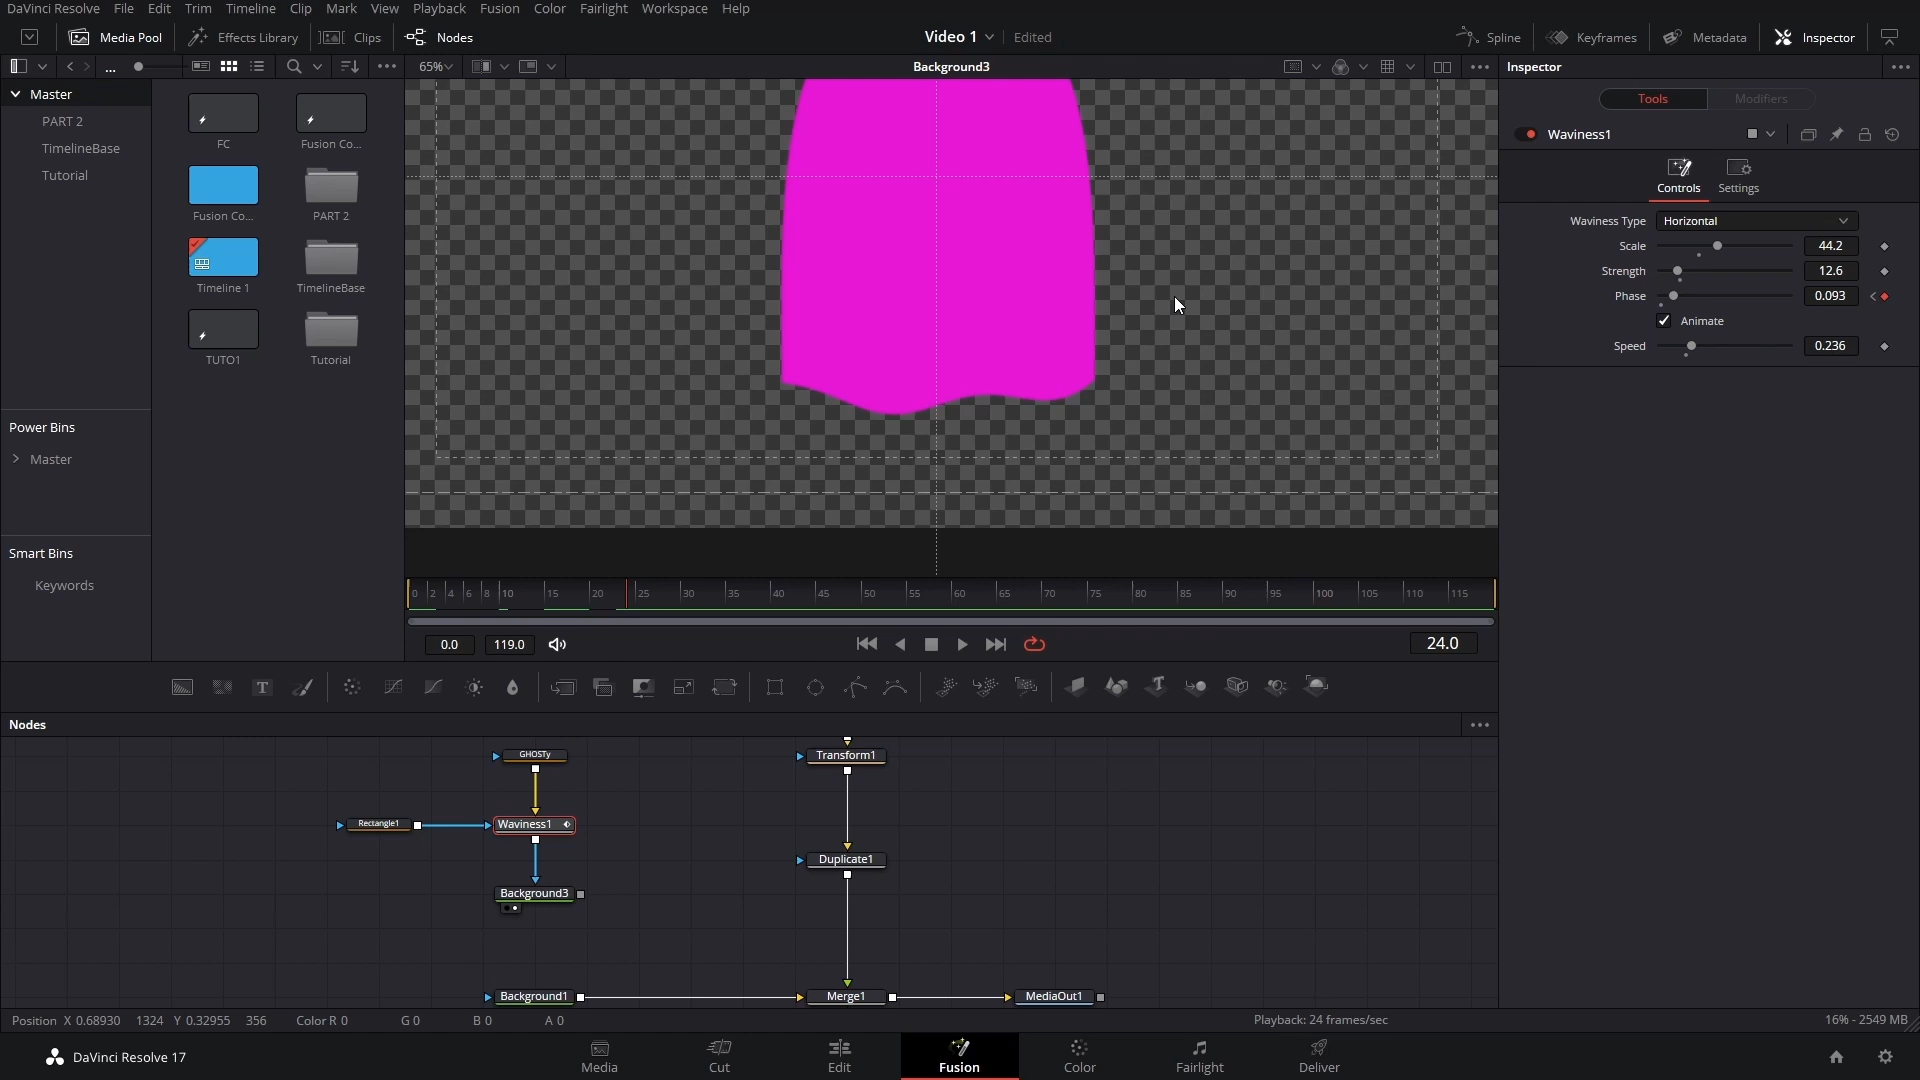 DaVinci Resolve File Edit Trim Timeline Clip Mark View Playback Fusion Color Fairlight Workspace Help
Media Pool Effects Library Clips Nodes Video 1 Edited Spline Keyframes Metadata Inspector
... 65% Background3 Inspector
Master
PART 2
TimelineBase
Tutorial
FC Fusion Co...
Fusion Co... PART 2
Timeline 1 TimelineBase
TUTO1 Tutorial
Power Bins
Master
Smart Bins
Keywords
Tools Modifiers
Waviness1
Controls Settings
Waviness Type Horizontal
Scale 44.2
Strength 12.6
Phase 0.093
Animate
Speed 0.236
0 2 4 6 8 10 15 20 25 30 35 40 45 50 55 60 65 70 75 80 85 90 95 100 105 110 115
0.0 119.0 24.0
Nodes
GHOSTy Transform1
Rectangle1 Waviness1
Duplicate1
Background3
Background1 Merge1 MediaOut1
Position X 0.68930 1324 Y 0.32955 356 Color R 0 G 0 B 0 A 0 Playback: 24 frames/sec 16% - 2549 MB
DaVinci Resolve 17 Media Cut Edit Fusion Color Fairlight Deliver